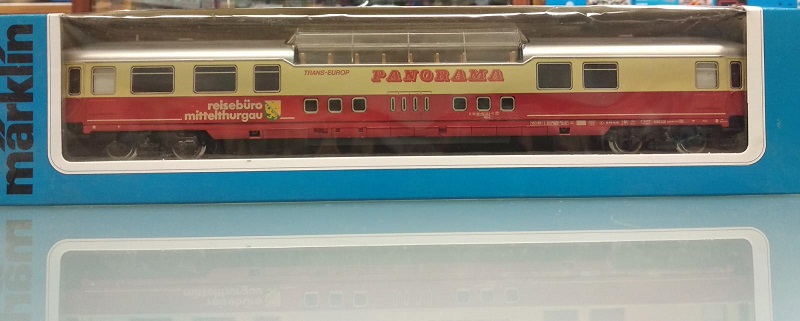 märklin
TRANS-EUROP PANORAMA
reisebüro
mittelthurgau